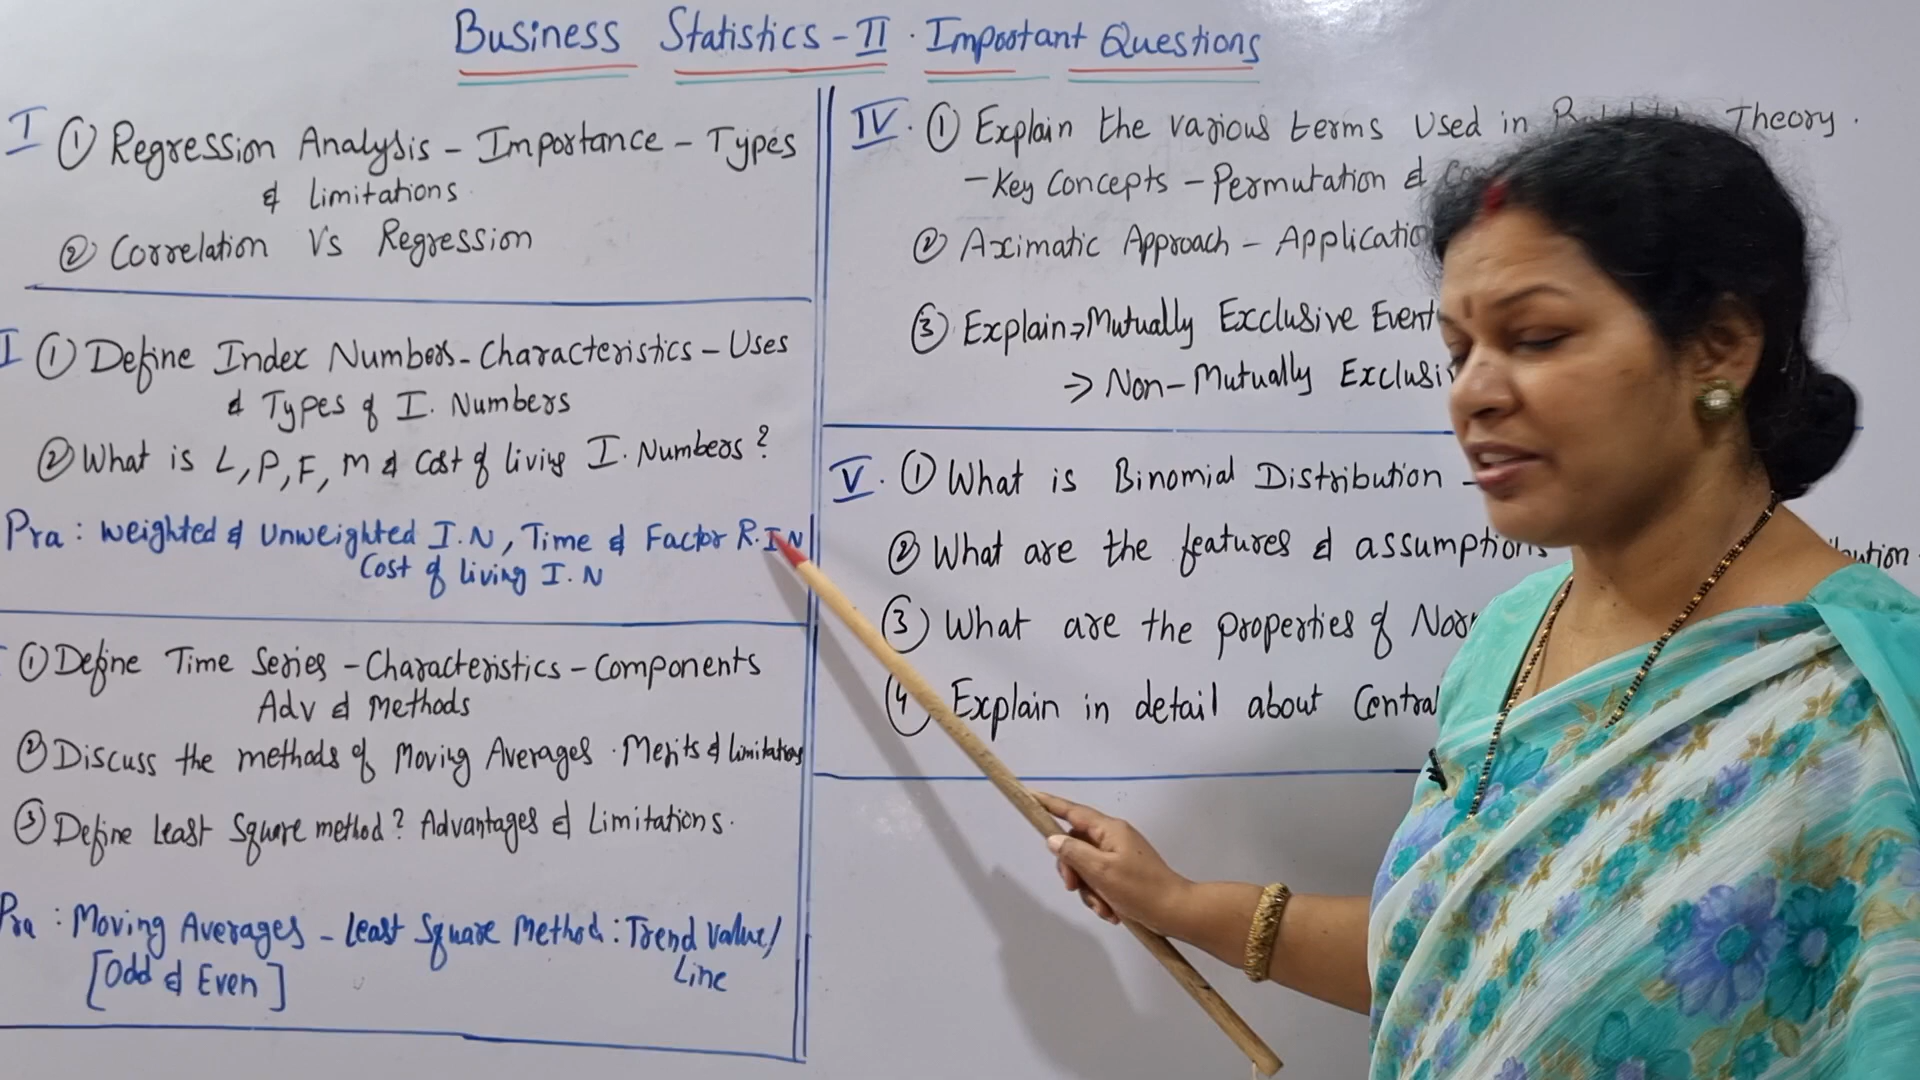 Business Statistics - II . Important Questions
I ① Regression Analysis - Importance - Types
& limitations
② Correlation Vs Regression
I ① Define Index Numbers - Characteristics - Uses
& Types of I. Numbers
② What is L, P, F, M & Cost of living I. Numbers?
Pra : Weighted & Unweighted I.N, Time & Factor R.I.N
Cost of living I.N
① Define Time Series - Characteristics - Components
Adv & Methods
② Discuss the methods of Moving Averages . Merits & limitations
③ Define Least Square method? Advantages & Limitations.
Pra : Moving Averages - Least Square Method : Trend Value/
[Odd & Even] Line
IV. ① Explain the various terms Used in Theory.
- Key Concepts - Permutation &
② Aximatic Approach -
③ Explain → Mutually Exclusive
→ Non - Mutually
V. ① What is Binomial Distribution -
② What are the features & assumptions
③ What are the properties of
④ Explain in detail about